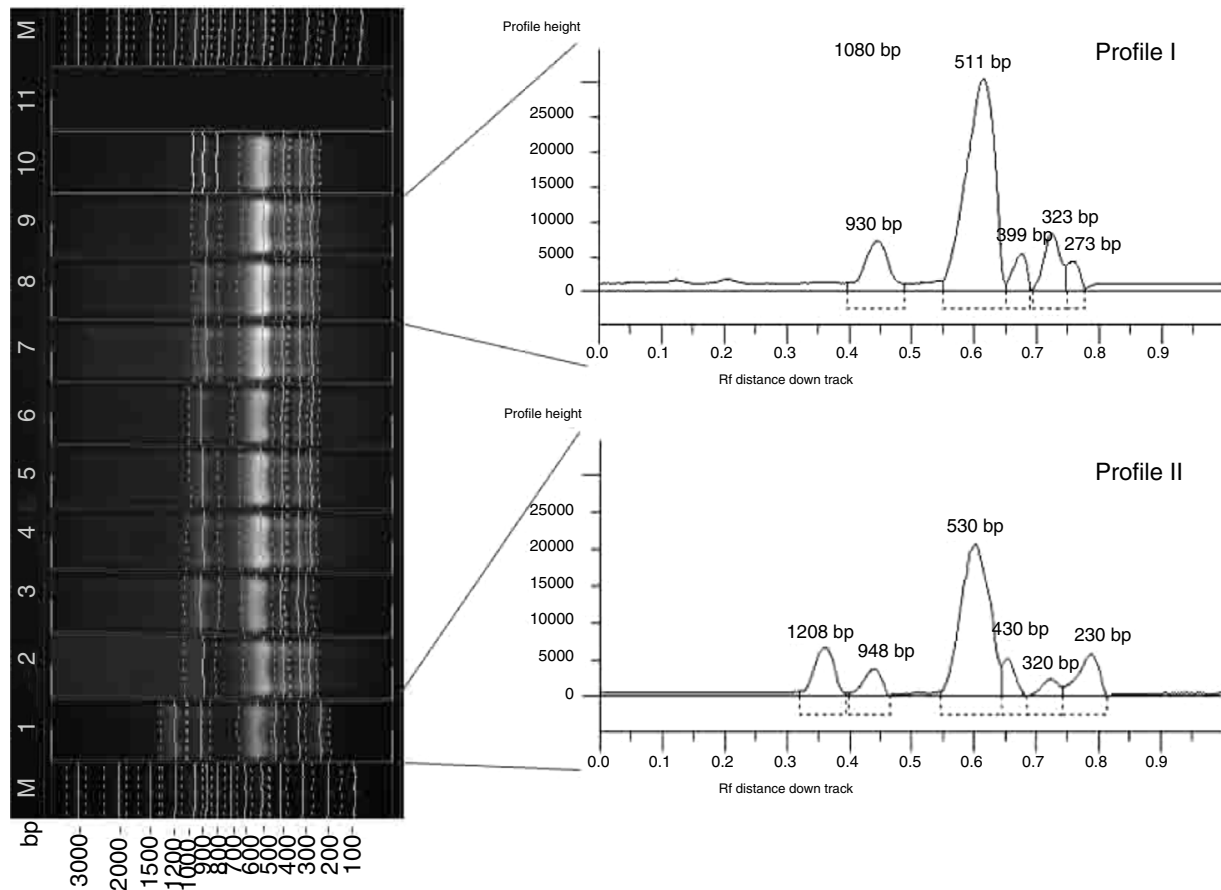 M
11
10
9
8
7
6
5
4
3
2
1
M
bp
3000
2000
1500
1200
1000
900
800
700
600
500
400
300
200
100
Profile height
1080 bp
511 bp
Profile I
25000
20000
15000
10000
5000
0
930 bp
399 bp
323 bp
273 bp
0.0 0.1 0.2 0.3 0.4 0.5 0.6 0.7 0.8 0.9
Rf distance down track
Profile height
Profile II
530 bp
25000
20000
15000
10000
5000
0
1208 bp
948 bp
430 bp
320 bp
230 bp
0.0 0.1 0.2 0.3 0.4 0.5 0.6 0.7 0.8 0.9
Rf distance down track